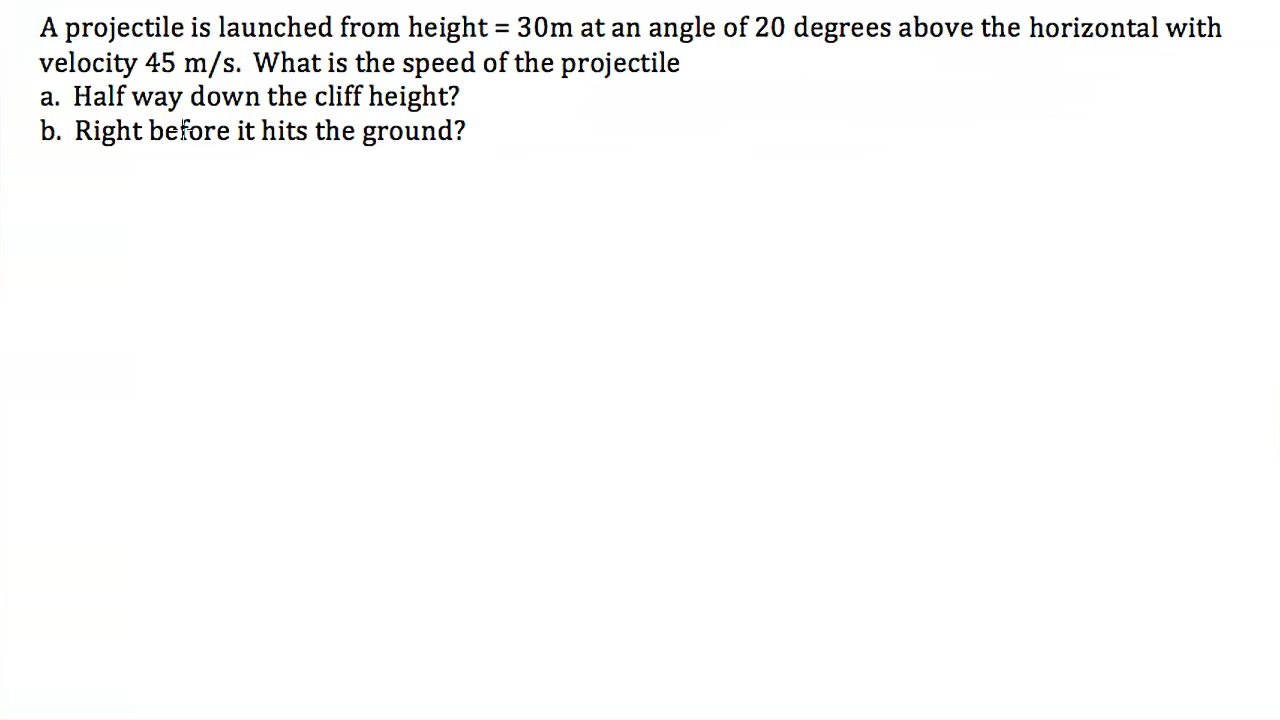 A projectile is launched from height = 30m at an angle of 20 degrees above the horizontal with
velocity 45 m/s.  What is the speed of the projectile
a.  Half way down the cliff height?
b.  Right before it hits the ground?